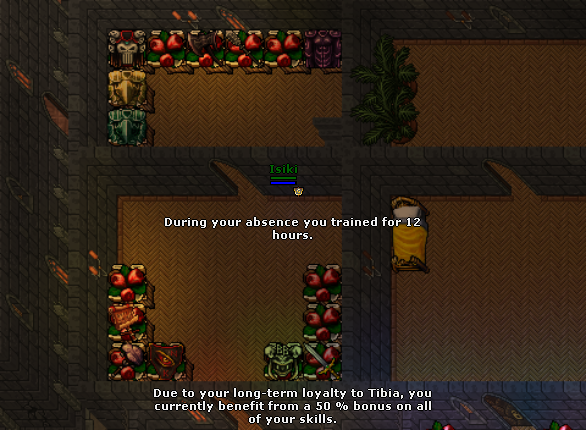 Isiki
During your absence you trained for 12
hours.
Due to your long-term loyalty to Tibia, you
currently benefit from a 50 % bonus on all
of your skills.